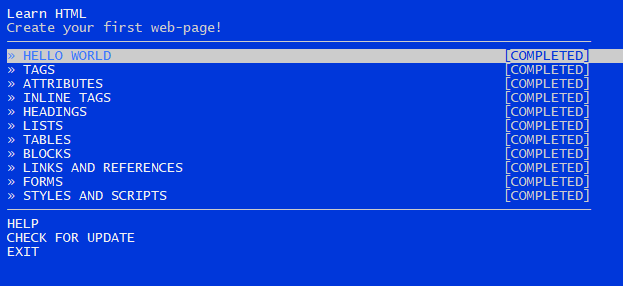 Learn HTML
Create your first web-page!
» HELLO WORLD [COMPLETED]
» TAGS [COMPLETED]
» ATTRIBUTES [COMPLETED]
» INLINE TAGS [COMPLETED]
» HEADINGS [COMPLETED]
» LISTS [COMPLETED]
» TABLES [COMPLETED]
» BLOCKS [COMPLETED]
» LINKS AND REFERENCES [COMPLETED]
» FORMS [COMPLETED]
» STYLES AND SCRIPTS [COMPLETED]
HELP
CHECK FOR UPDATE
EXIT